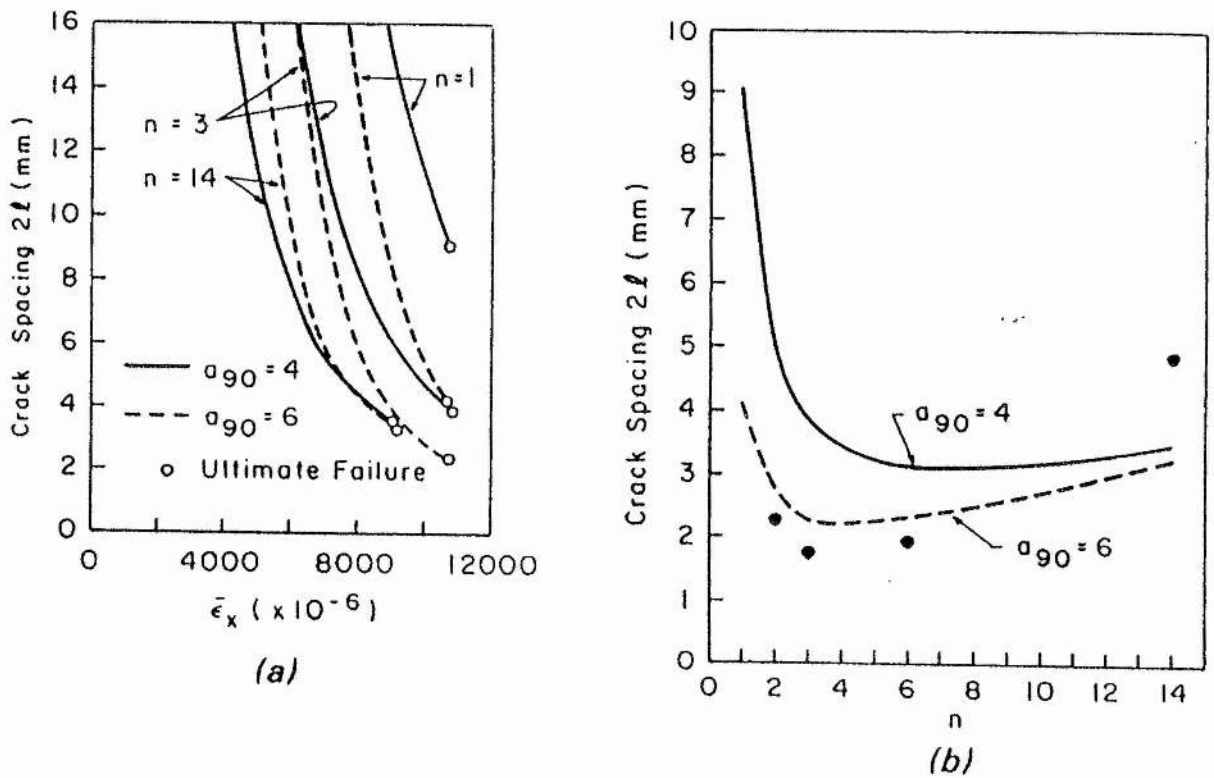 16
14
12
10
8
6
4
2
0
Crack Spacing 2ℓ (mm)
n = 3
n = 14
n = 1
a90 = 4
a90 = 6
Ultimate Failure
0
4000
8000
12000
ε̄x ( x 10-6)
(a)
10
9
8
7
6
5
4
3
2
1
0
Crack Spacing 2ℓ (mm)
a90 = 4
a90 = 6
0
2
4
6
8
10
12
14
n
(b)